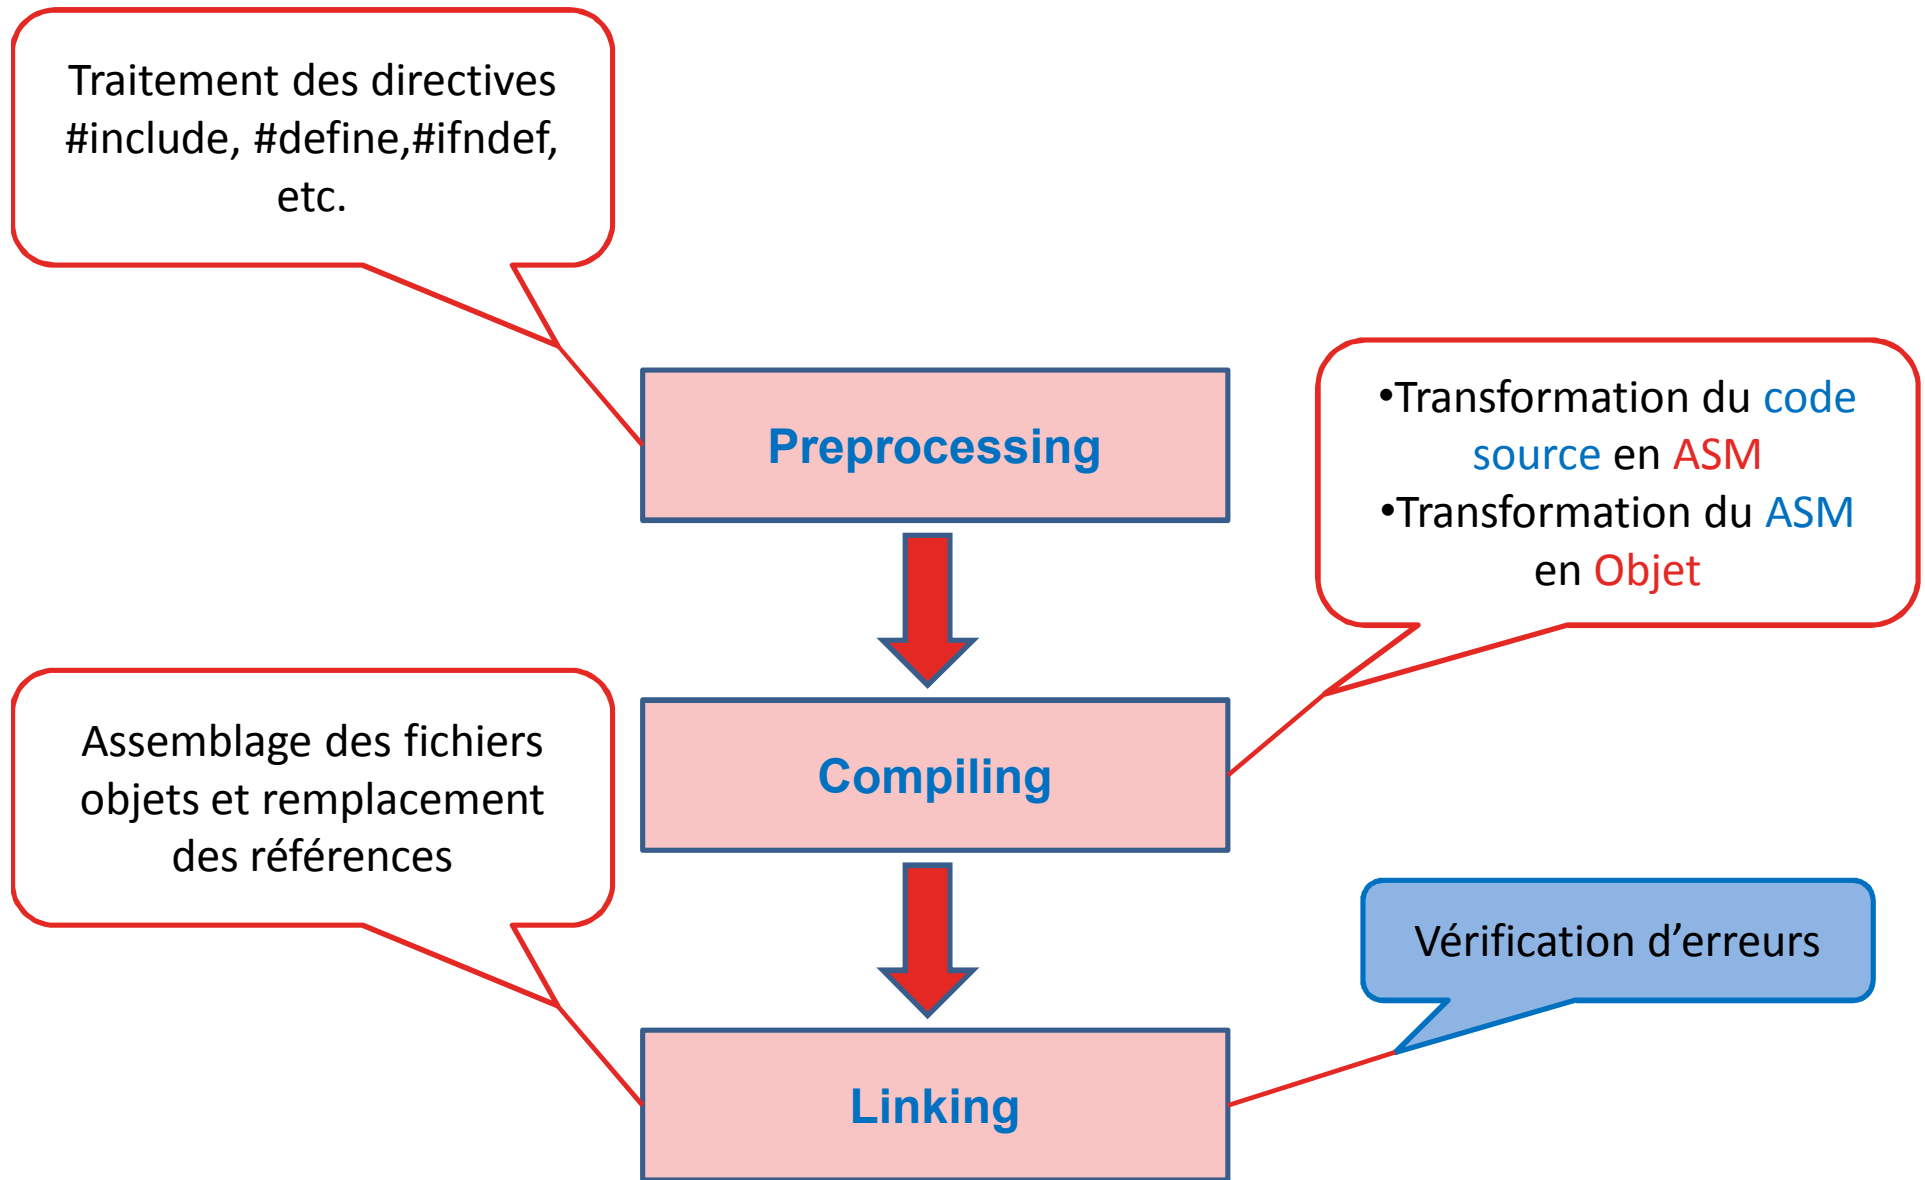 Traitement des directives
#include, #define,#ifndef,
etc.
Preprocessing
•Transformation du code
source en ASM
•Transformation du ASM
en Objet
Compiling
Assemblage des fichiers
objets et remplacement
des références
Vérification d’erreurs
Linking